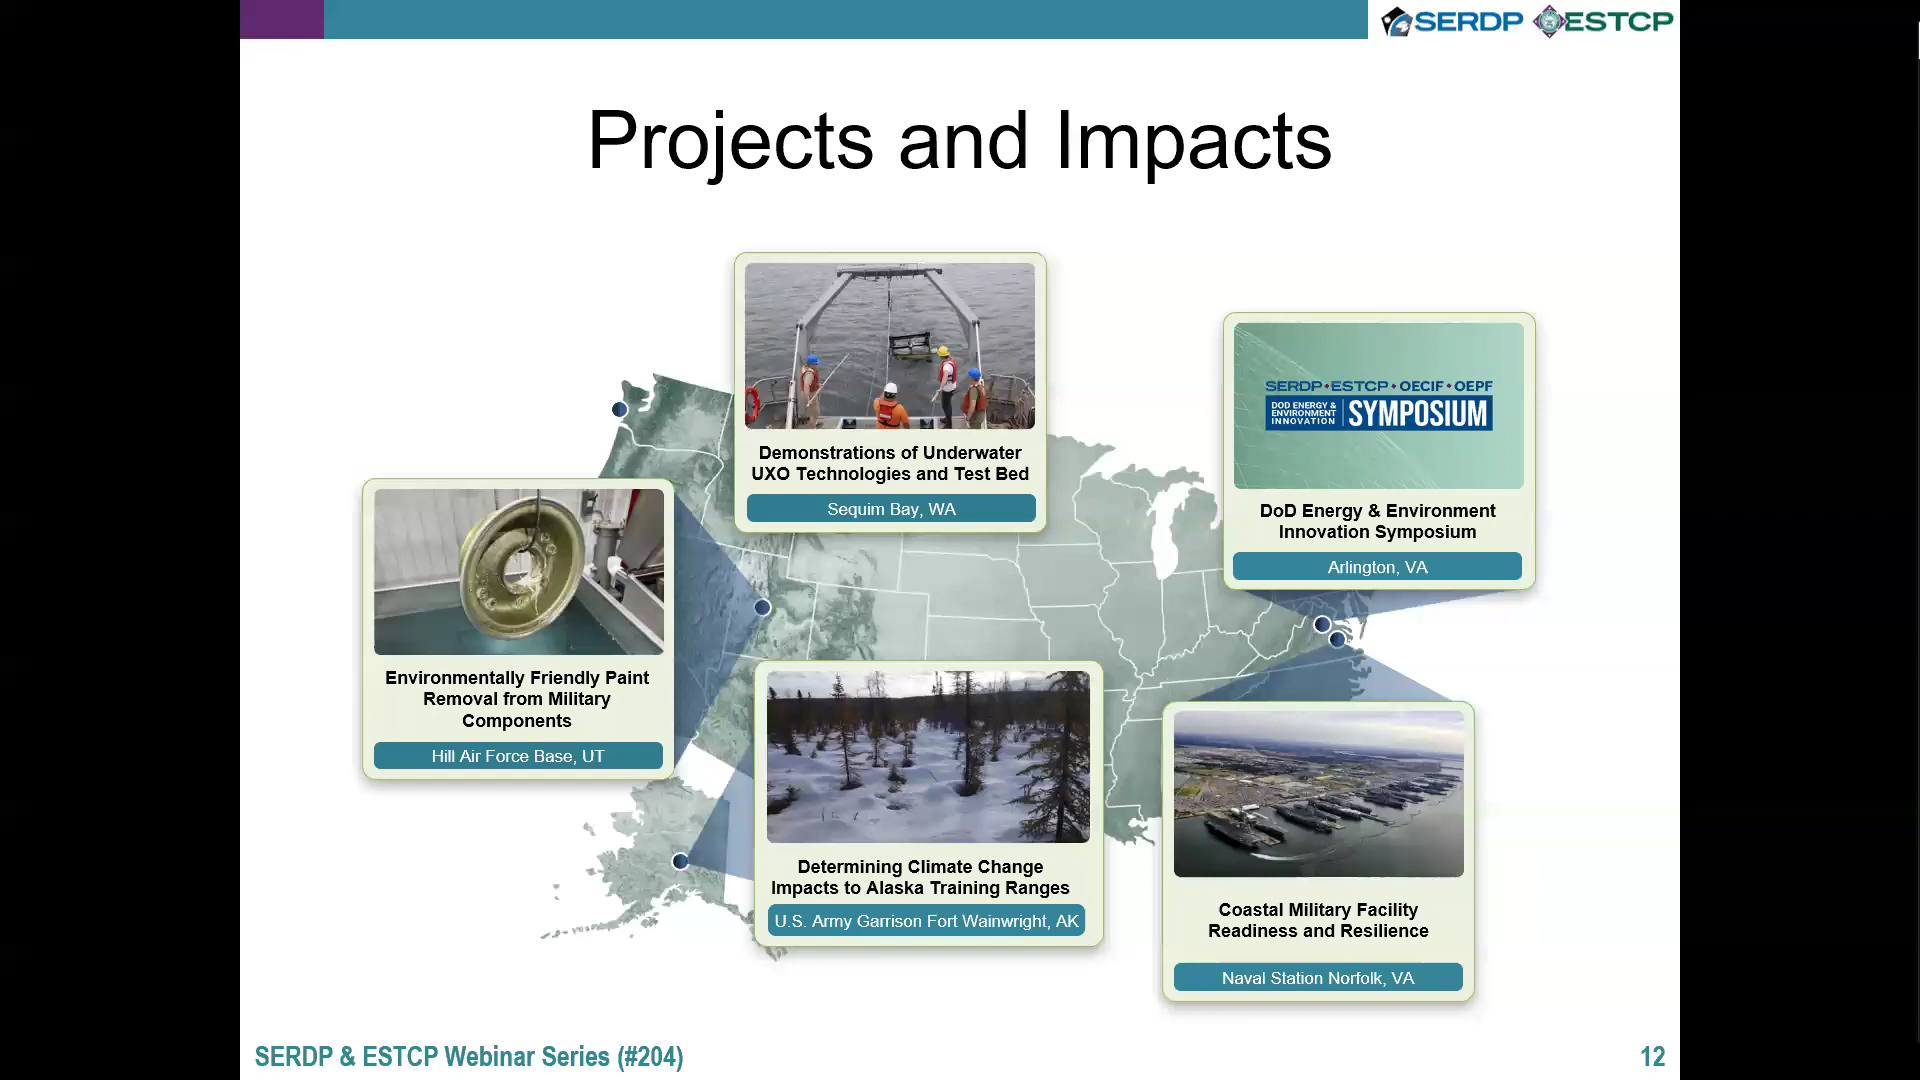 SERDP ESTCP
Projects and Impacts
Demonstrations of Underwater
UXO Technologies and Test Bed
Sequim Bay, WA
SERDP • ESTCP • OECIF • OEPF
DOD ENERGY &
ENVIRONMENT
INNOVATION
SYMPOSIUM
DoD Energy & Environment
Innovation Symposium
Arlington, VA
Environmentally Friendly Paint
Removal from Military
Components
Hill Air Force Base, UT
Determining Climate Change
Impacts to Alaska Training Ranges
U.S. Army Garrison Fort Wainwright, AK
Coastal Military Facility
Readiness and Resilience
Naval Station Norfolk, VA
SERDP & ESTCP Webinar Series (#204)
12